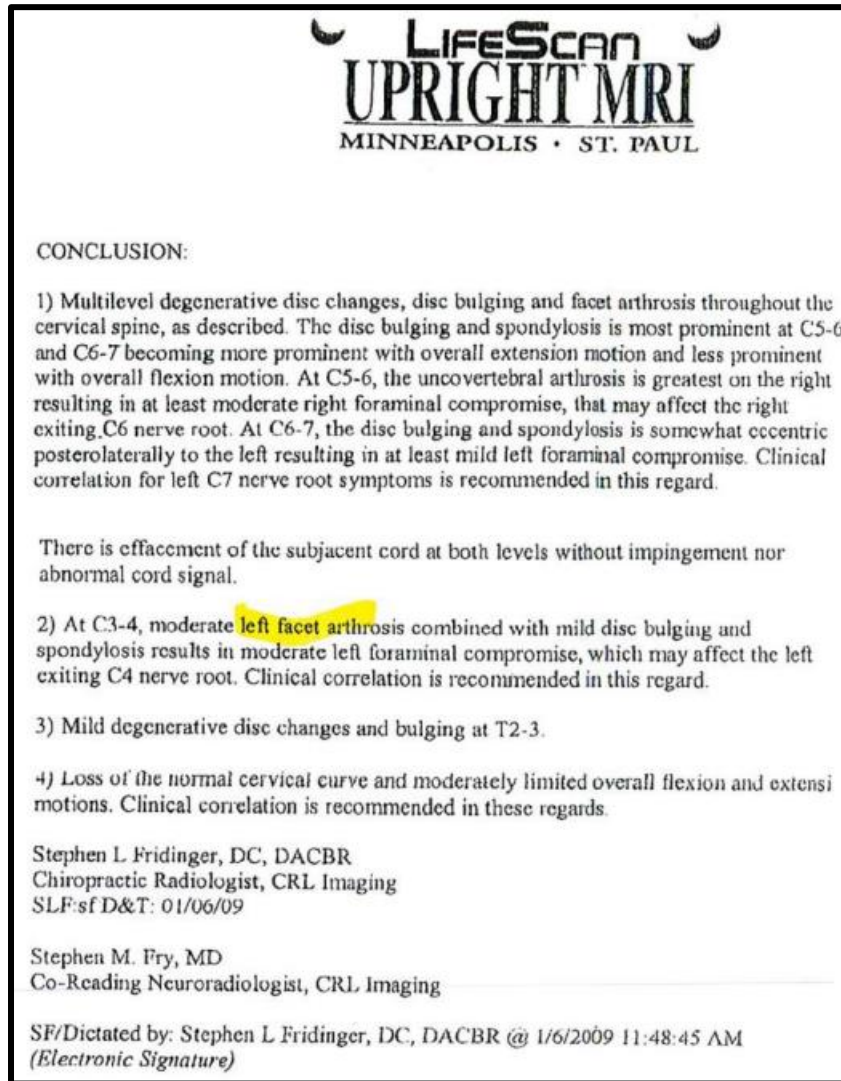 LIFESCAN
UPRIGHT MRI
MINNEAPOLIS • ST. PAUL
CONCLUSION:
1) Multilevel degenerative disc changes, disc bulging and facet arthrosis throughout the
cervical spine, as described. The disc bulging and spondylosis is most prominent at C5-6
and C6-7 becoming more prominent with overall extension motion and less prominent
with overall flexion motion. At C5-6, the uncovertebral arthrosis is greatest on the right
resulting in at least moderate right foraminal compromise, that may affect the right
exiting C6 nerve root. At C6-7, the disc bulging and spondylosis is somewhat eccentric
posterolaterally to the left resulting in at least mild left foraminal compromise. Clinical
correlation for left C7 nerve root symptoms is recommended in this regard.
There is effacement of the subjacent cord at both levels without impingement nor
abnormal cord signal.
2) At C3-4, moderate left facet arthrosis combined with mild disc bulging and
spondylosis results in moderate left foraminal compromise, which may affect the left
exiting C4 nerve root. Clinical correlation is recommended in this regard.
3) Mild degenerative disc changes and bulging at T2-3.
4) Loss of the normal cervical curve and moderately limited overall flexion and extensi
motions. Clinical correlation is recommended in these regards.
Stephen L Fridinger, DC, DACBR
Chiropractic Radiologist, CRL Imaging
SLF:sf D&T: 01/06/09
Stephen M. Fry, MD
Co-Reading Neuroradiologist, CRL Imaging
SF/Dictated by: Stephen L Fridinger, DC, DACBR @ 1/6/2009 11:48:45 AM
(Electronic Signature)